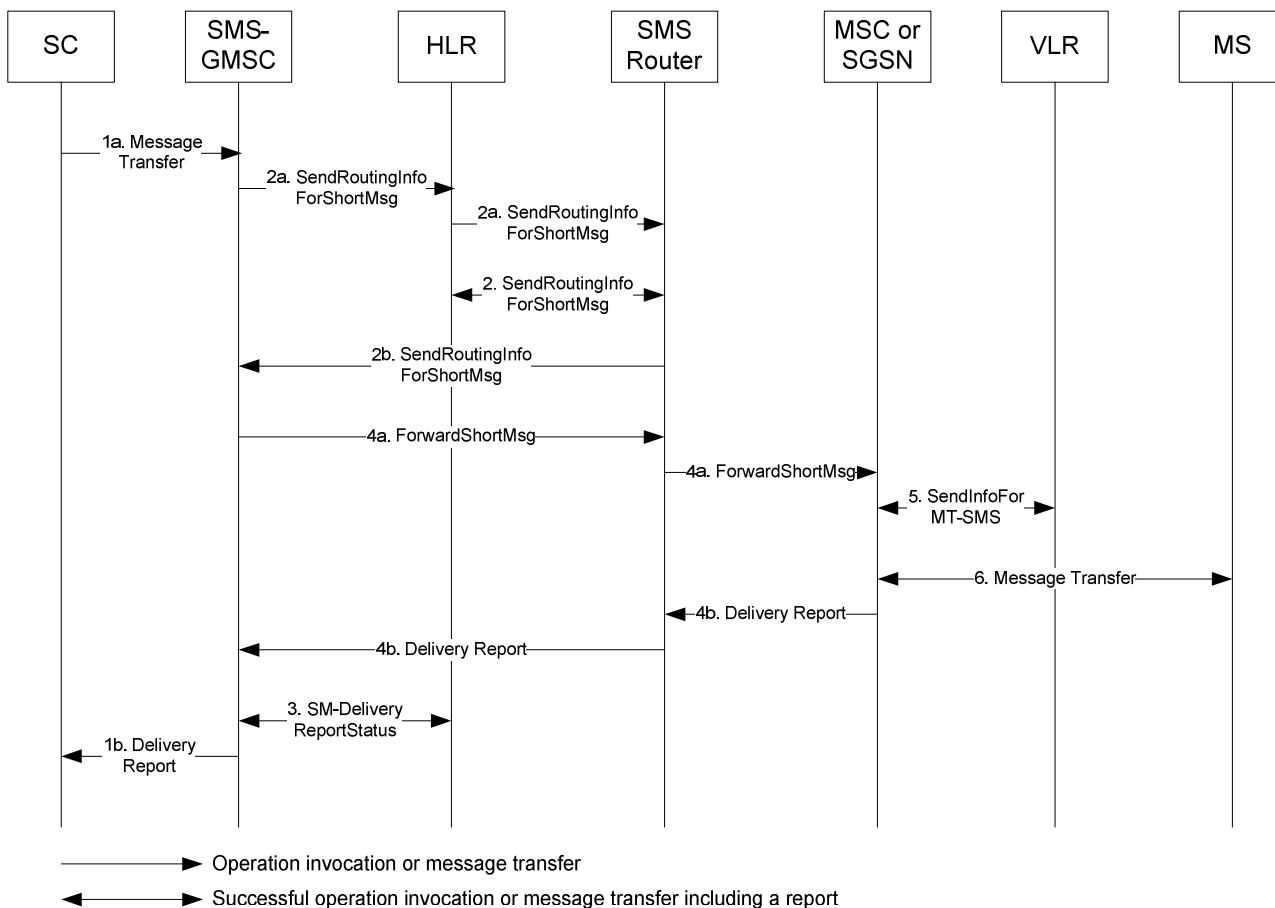 SC
SMS-
GMSC
HLR
SMS
Router
MSC or
SGSN
VLR
MS
1a. Message
Transfer
2a. SendRoutingInfo
ForShortMsg
2a. SendRoutingInfo
ForShortMsg
2. SendRoutingInfo
ForShortMsg
2b. SendRoutingInfo
ForShortMsg
4a. ForwardShortMsg
4a. ForwardShortMsg
5. SendInfoFor
MT-SMS
6. Message Transfer
4b. Delivery Report
4b. Delivery Report
3. SM-Delivery
ReportStatus
1b. Delivery
Report
Operation invocation or message transfer
Successful operation invocation or message transfer including a report